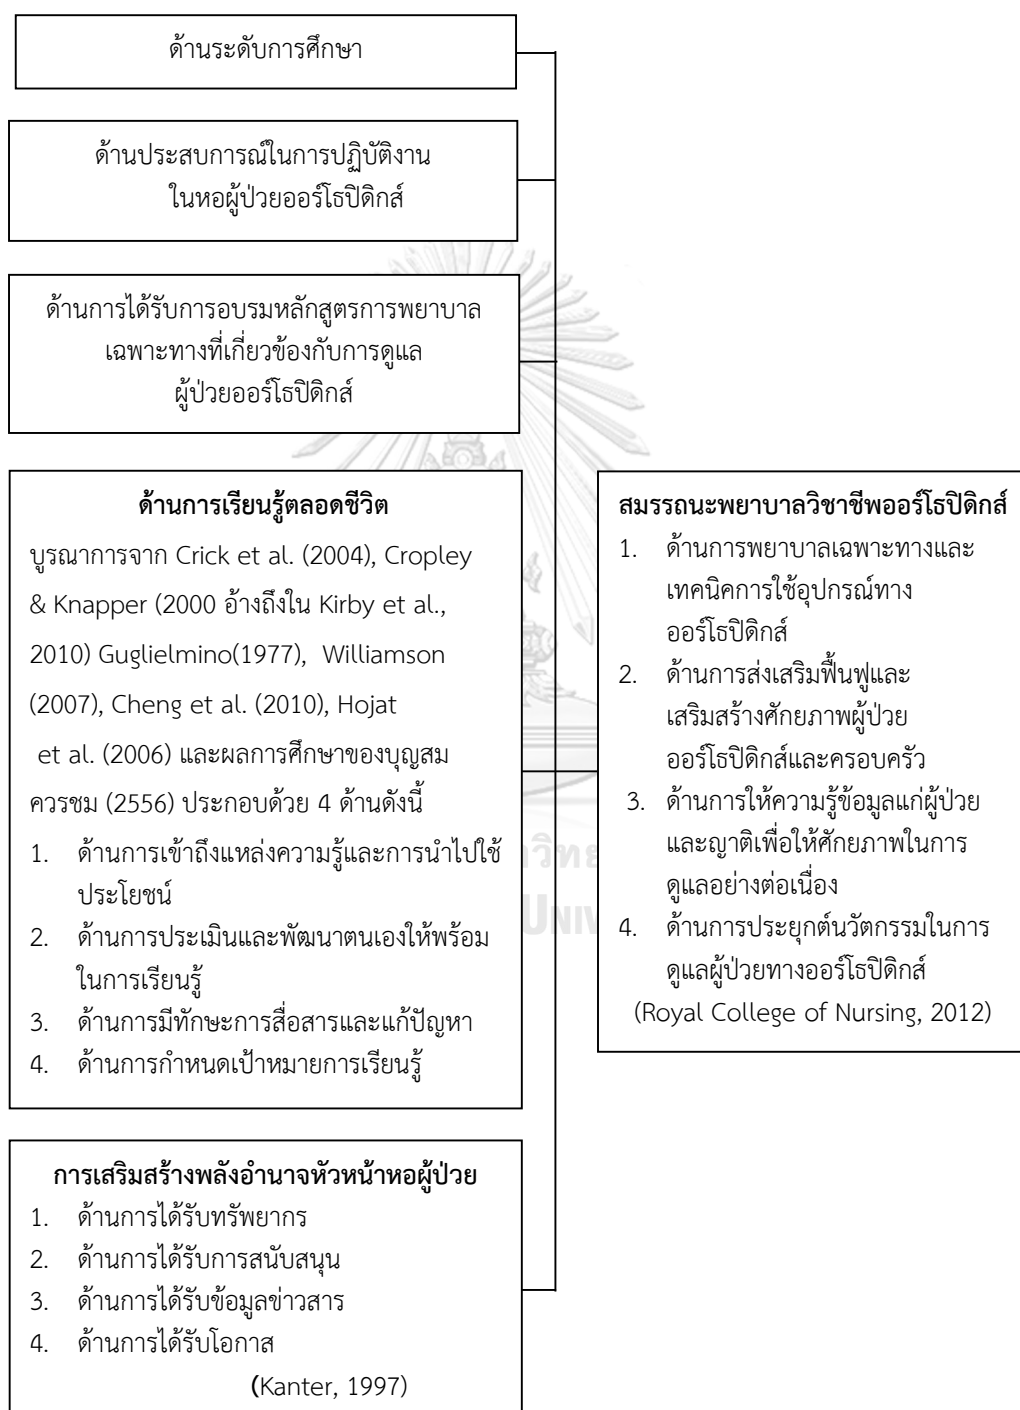 ด้านระดับการศึกษา
ด้านประสบการณ์ในการปฏิบัติงาน
ในหอผู้ป่วยออร์โธปิดิกส์
ด้านการได้รับการอบรมหลักสูตรการพยาบาล
เฉพาะทางที่เกี่ยวข้องกับการดูแล
ผู้ป่วยออร์โธปิดิกส์
ด้านการเรียนรู้ตลอดชีวิต
บูรณาการจาก Crick et al. (2004), Cropley
& Knapper (2000 อ้างถึงใน Kirby et al.,
2010) Guglielmino(1977), Williamson
(2007), Cheng et al. (2010), Hojat
et al. (2006) และผลการศึกษาของบุญสม
ควรชม (2556) ประกอบด้วย 4 ด้านดังนี้
1. ด้านการเข้าถึงแหล่งความรู้และการนำไปใช้
ประโยชน์
2. ด้านการประเมินและพัฒนาตนเองให้พร้อม
ในการเรียนรู้
3. ด้านการมีทักษะการสื่อสารและแก้ปัญหา
4. ด้านการกำหนดเป้าหมายการเรียนรู้
การเสริมสร้างพลังอำนาจหัวหน้าหอผู้ป่วย
1. ด้านการได้รับทรัพยากร
2. ด้านการได้รับการสนับสนุน
3. ด้านการได้รับข้อมูลข่าวสาร
4. ด้านการได้รับโอกาส
(Kanter, 1997)
สมรรถนะพยาบาลวิชาชีพออร์โธปิดิกส์
1. ด้านการพยาบาลเฉพาะทางและ
เทคนิคการใช้อุปกรณ์ทาง
ออร์โธปิดิกส์
2. ด้านการส่งเสริมฟื้นฟูและ
เสริมสร้างศักยภาพผู้ป่วย
ออร์โธปิดิกส์และครอบครัว
3. ด้านการให้ความรู้ข้อมูลแก่ผู้ป่วย
และญาติเพื่อให้ศักยภาพในการ
ดูแลอย่างต่อเนื่อง
4. ด้านการประยุกต์นวัตกรรมในการ
ดูแลผู้ป่วยทางออร์โธปิดิกส์
(Royal College of Nursing, 2012)